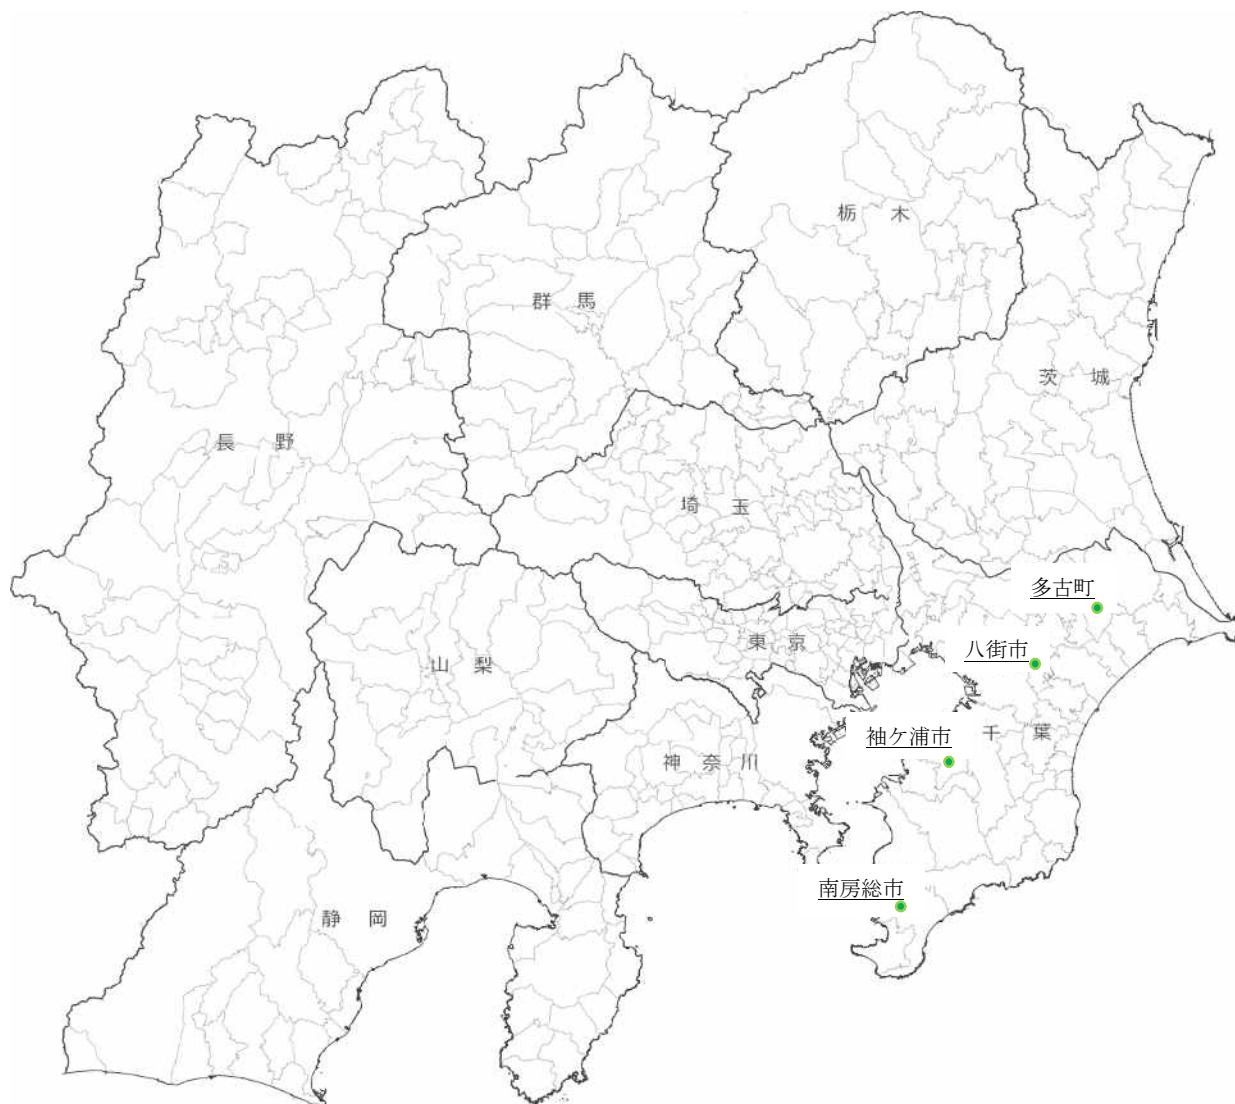 栃木
群馬
茨城
長野
埼玉
多古町
東京
八街市
山梨
袖ケ浦市
千葉
神奈川
南房総市
静岡